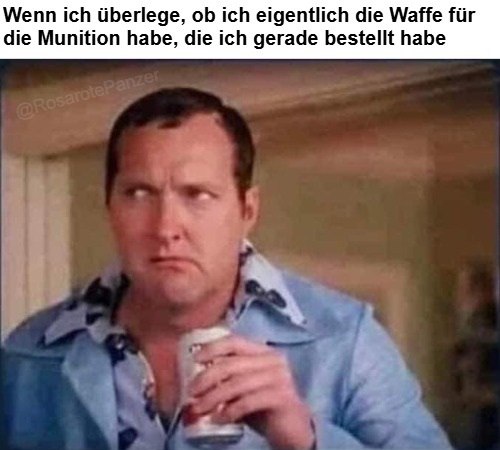 Wenn ich überlege, ob ich eigentlich die Waffe für
die Munition habe, die ich gerade bestellt habe
@RosarotePanzer